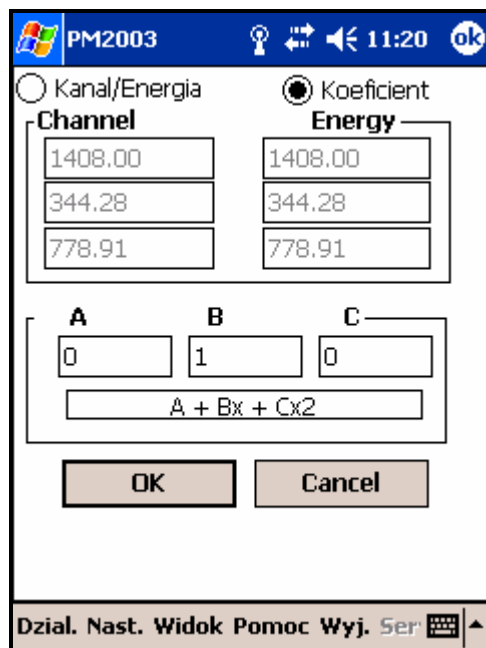 PM2003 11:20 ok
Kanal/Energia Koeficient
Channel Energy
1408.00 1408.00
344.28 344.28
778.91 778.91
A B C
0 1 0
A + Bx + Cx2
OK Cancel
Dzial. Nast. Widok Pomoc Wyj. Ser